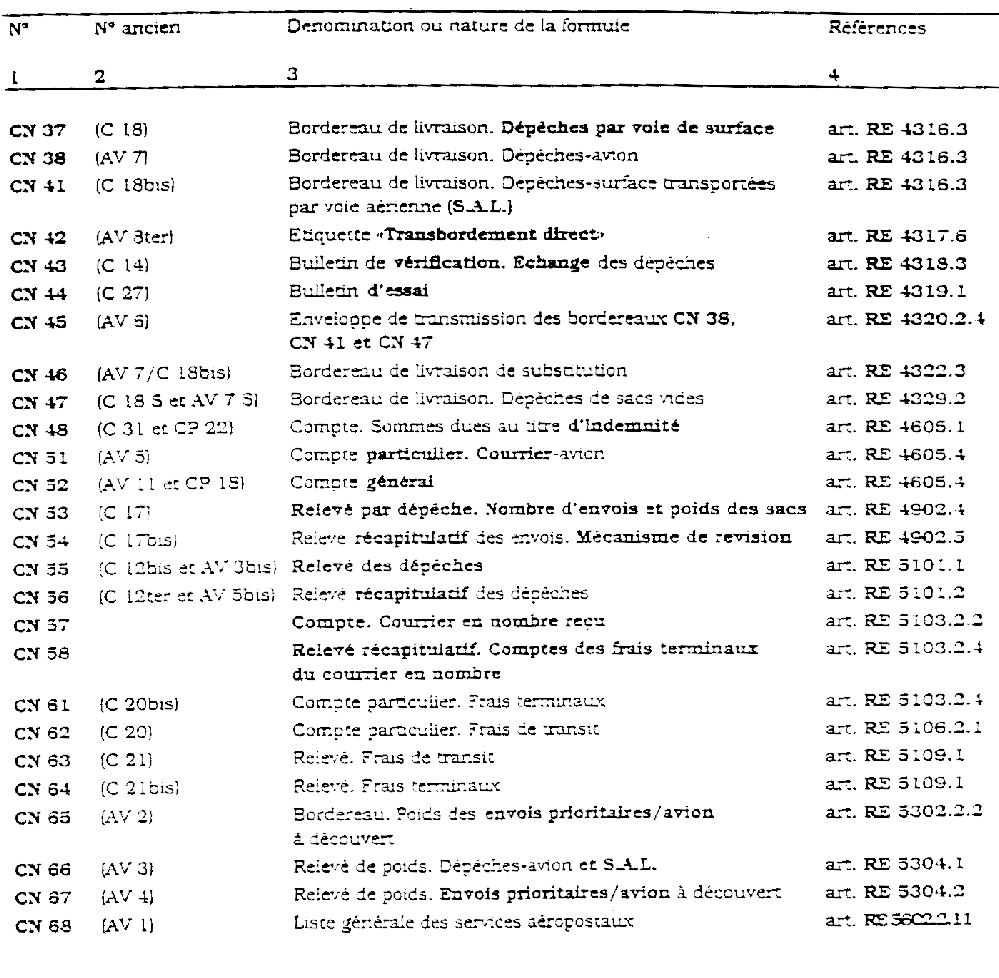 N° N° ancien Dénomination ou nature de la formule Références
1 2 3 4
CN 37 (C 18) Bordereau de livraison. Dépêches par voie de surface art. RE 4316.3
CN 38 (AV 7) Bordereau de livraison. Dépêches-avion art. RE 4316.3
CN 41 (C 18bis) Bordereau de livraison. Dépêches-surface transportées art. RE 4316.3
par voie aérienne (S.A.L.)
CN 42 (AV 8ter) Etiquette «Transbordement direct» art. RE 4317.6
CN 43 (C 14) Bulletin de vérification. Echange des dépêches art. RE 4318.3
CN 44 (C 27) Bulletin d'essai art. RE 4319.1
CN 45 (AV 6) Enveloppe de transmission des bordereaux CN 38, art. RE 4320.2.4
CN 41 et CN 47
CN 46 (AV 7/C 18bis) Bordereau de livraison de substitution art. RE 4322.3
CN 47 (C 18 S et AV 7 S) Bordereau de livraison. Dépêches de sacs vides art. RE 4329.2
CN 48 (C 31 et CP 22) Compte. Sommes dues au titre d'indemnité art. RE 4605.1
CN 51 (AV 5) Compte particulier. Courrier-avion art. RE 4605.4
CN 52 (AV 11 et CP 18) Compte général art. RE 4605.4
CN 53 (C 17) Relevé par dépêche. Nombre d'envois et poids des sacs art. RE 4902.4
CN 54 (C 17bis) Relevé récapitulatif des envois. Mécanisme de revision art. RE 4902.5
CN 55 (C 12bis et AV 3bis) Relevé des dépêches art. RE 5101.1
CN 56 (C 12ter et AV 5bis) Relevé récapitulatif des dépêches art. RE 5101.2
CN 57 Compte. Courrier en nombre reçu art. RE 5103.2.2
CN 58 Relevé récapitulatif. Comptes des frais terminaux art. RE 5103.2.4
du courrier en nombre
CN 61 (C 20bis) Compte particulier. Frais terminaux art. RE 5103.2.4
CN 62 (C 20) Compte particulier. Frais de transit art. RE 5106.2.1
CN 63 (C 21) Relevé. Frais de transit art. RE 5109.1
CN 64 (C 21bis) Relevé. Frais terminaux art. RE 5109.1
CN 65 (AV 2) Bordereau. Poids des envois prioritaires/avion art. RE 5302.2.2
à découvert
CN 66 (AV 3) Relevé de poids. Dépêches-avion et S.A.L. art. RE 5304.1
CN 67 (AV 4) Relevé de poids. Envois prioritaires/avion à découvert art. RE 5304.2
CN 68 (AV 1) Liste générale des services aéropostaux art. RE 5602.2.11